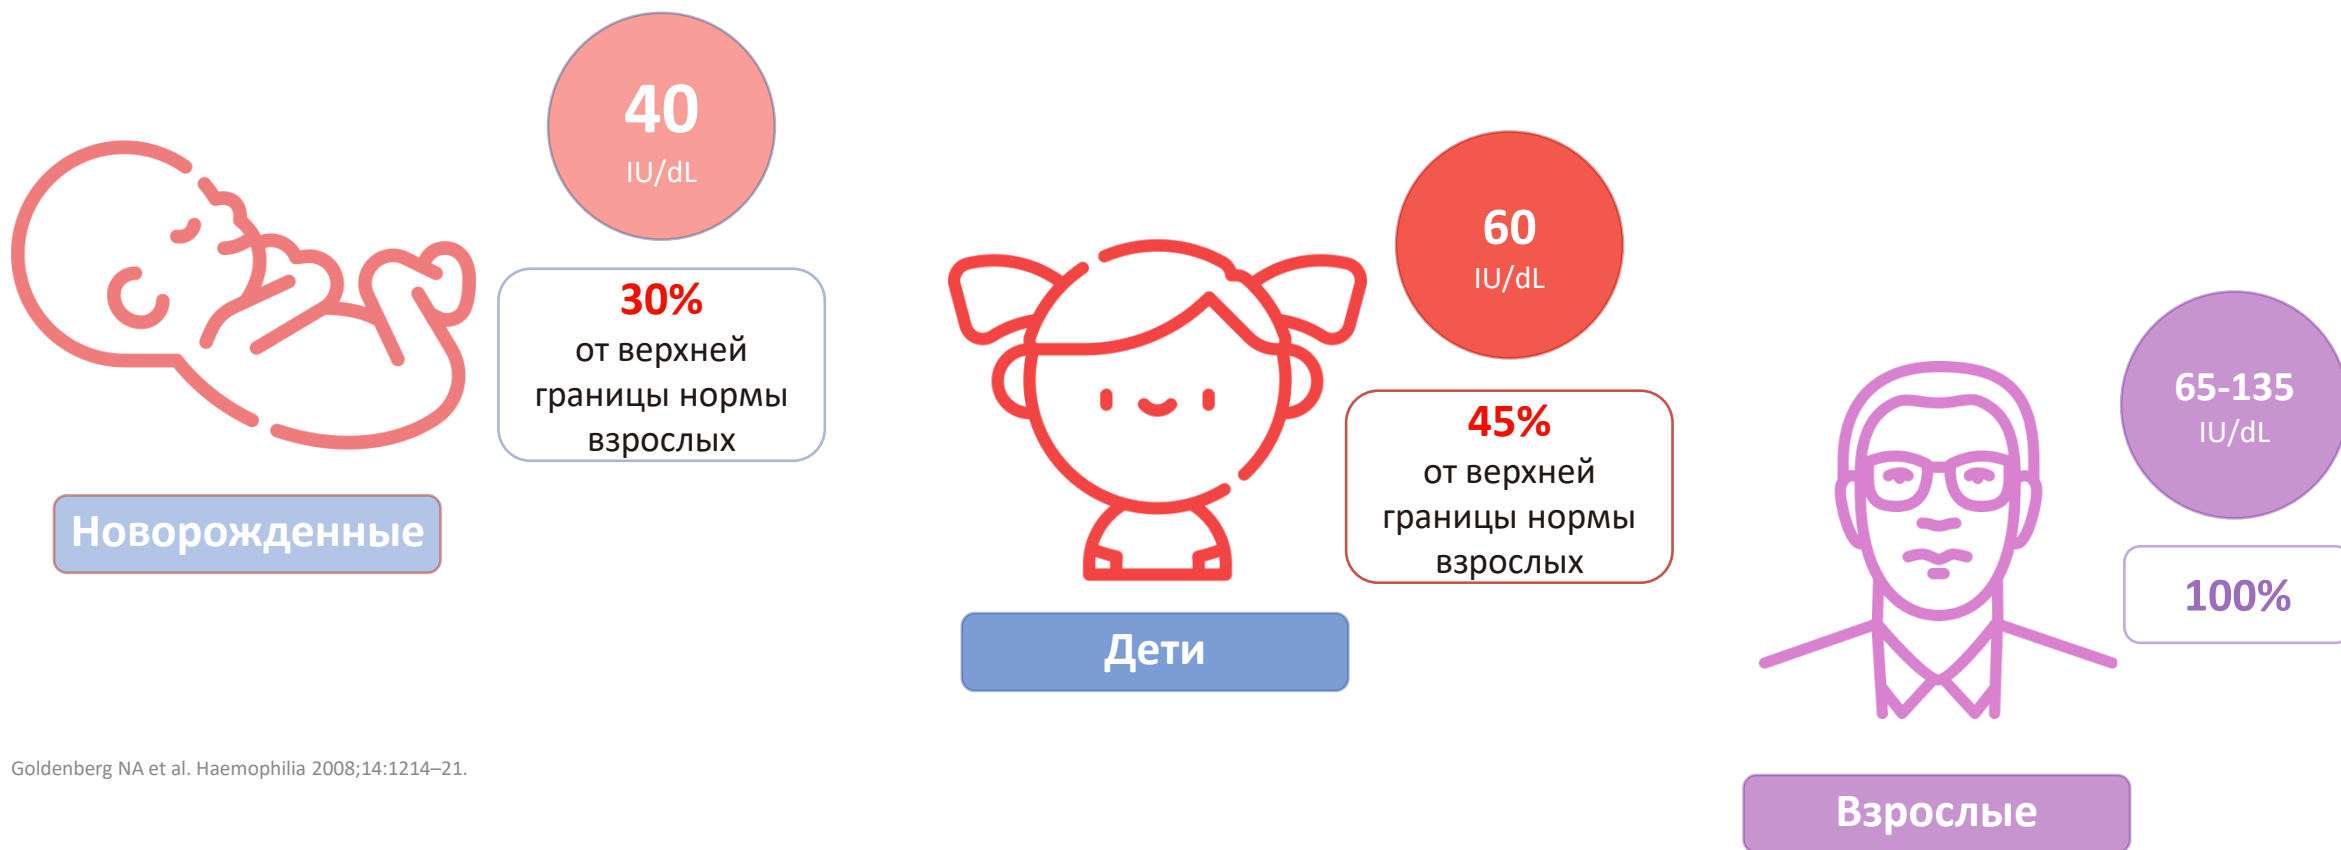 40
IU/dL
30%
от верхней
границы нормы
взрослых
Новорожденные
60
IU/dL
45%
от верхней
границы нормы
взрослых
Дети
65-135
IU/dL
100%
Взрослые
Goldenberg NA et al. Haemophilia 2008;14:1214–21.